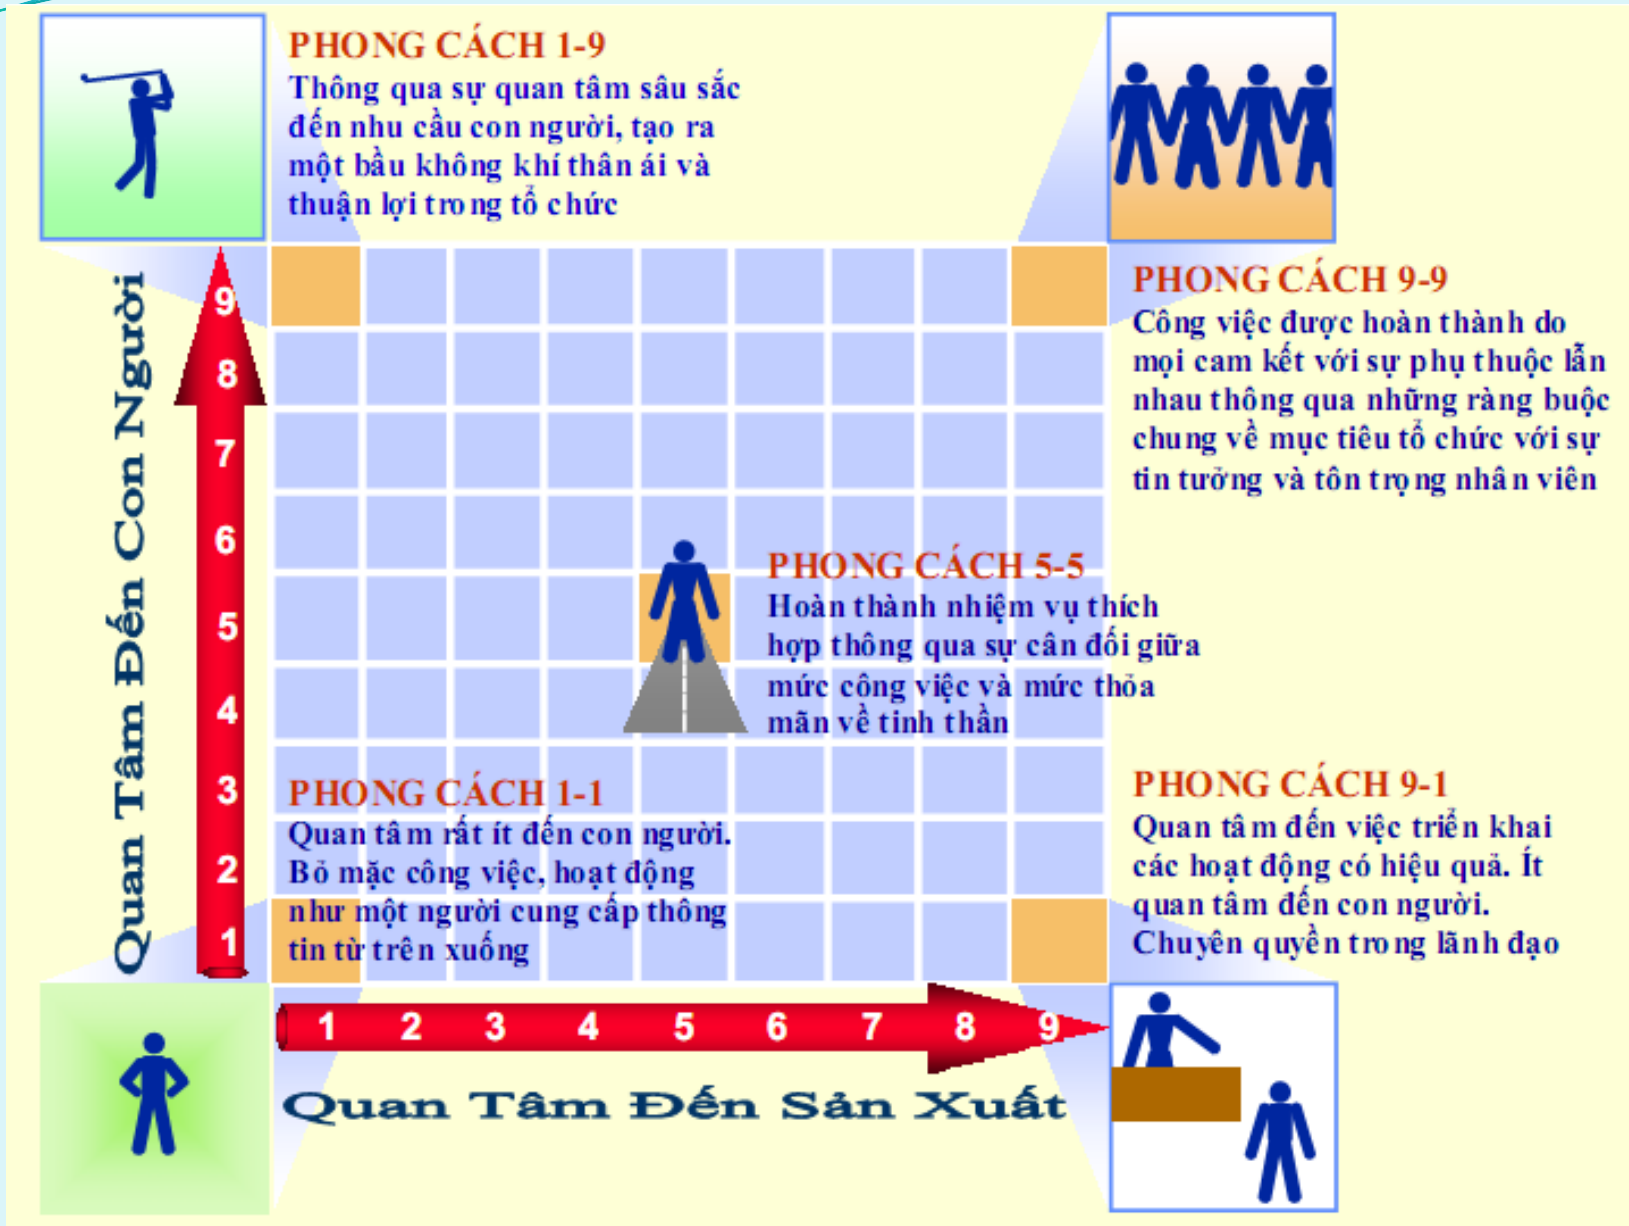 PHONG CÁCH 1-9
Thông qua sự quan tâm sâu sắc
đến nhu cầu con người, tạo ra
một bầu không khí thân ái và
thuận lợi trong tổ chức
PHONG CÁCH 9-9
Công việc được hoàn thành do
mọi cam kết với sự phụ thuộc lẫn
nhau thông qua những ràng buộc
chung về mục tiêu tổ chức với sự
tin tưởng và tôn trọng nhân viên
Quan Tâm Đến Con Người
9
8
7
6
5
4
3
2
1
PHONG CÁCH 5-5
Hoàn thành nhiệm vụ thích
hợp thông qua sự cân đối giữa
mức công việc và mức thỏa
mãn về tinh thần
PHONG CÁCH 1-1
Quan tâm rất ít đến con người.
Bỏ mặc công việc, hoạt động
như một người cung cấp thông
tin từ trên xuống
PHONG CÁCH 9-1
Quan tâm đến việc triển khai
các hoạt động có hiệu quả. Ít
quan tâm đến con người.
Chuyên quyền trong lãnh đạo
1 2 3 4 5 6 7 8 9
Quan Tâm Đến Sản Xuất